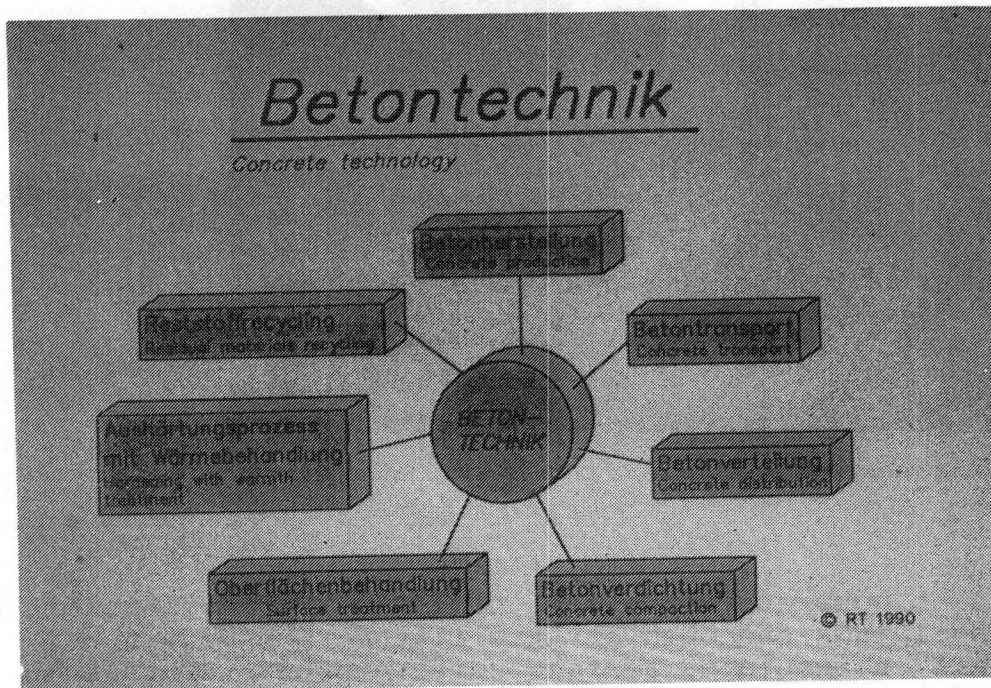 Betontechnik
Concrete technology
Betonherstellung
Concrete production
Reststoffrecycling
materials recycling
Betontransport
Concrete transport
BETON-
TECHNIK
Aushärtungsprozess
mit Wärmebehandlung
Hardening with warmth
treatment
Betonverteilung
Concrete distribution
Oberflächenbehandlung
Surface treatment
Betonverdichtung
Concrete compaction
© RT 1990